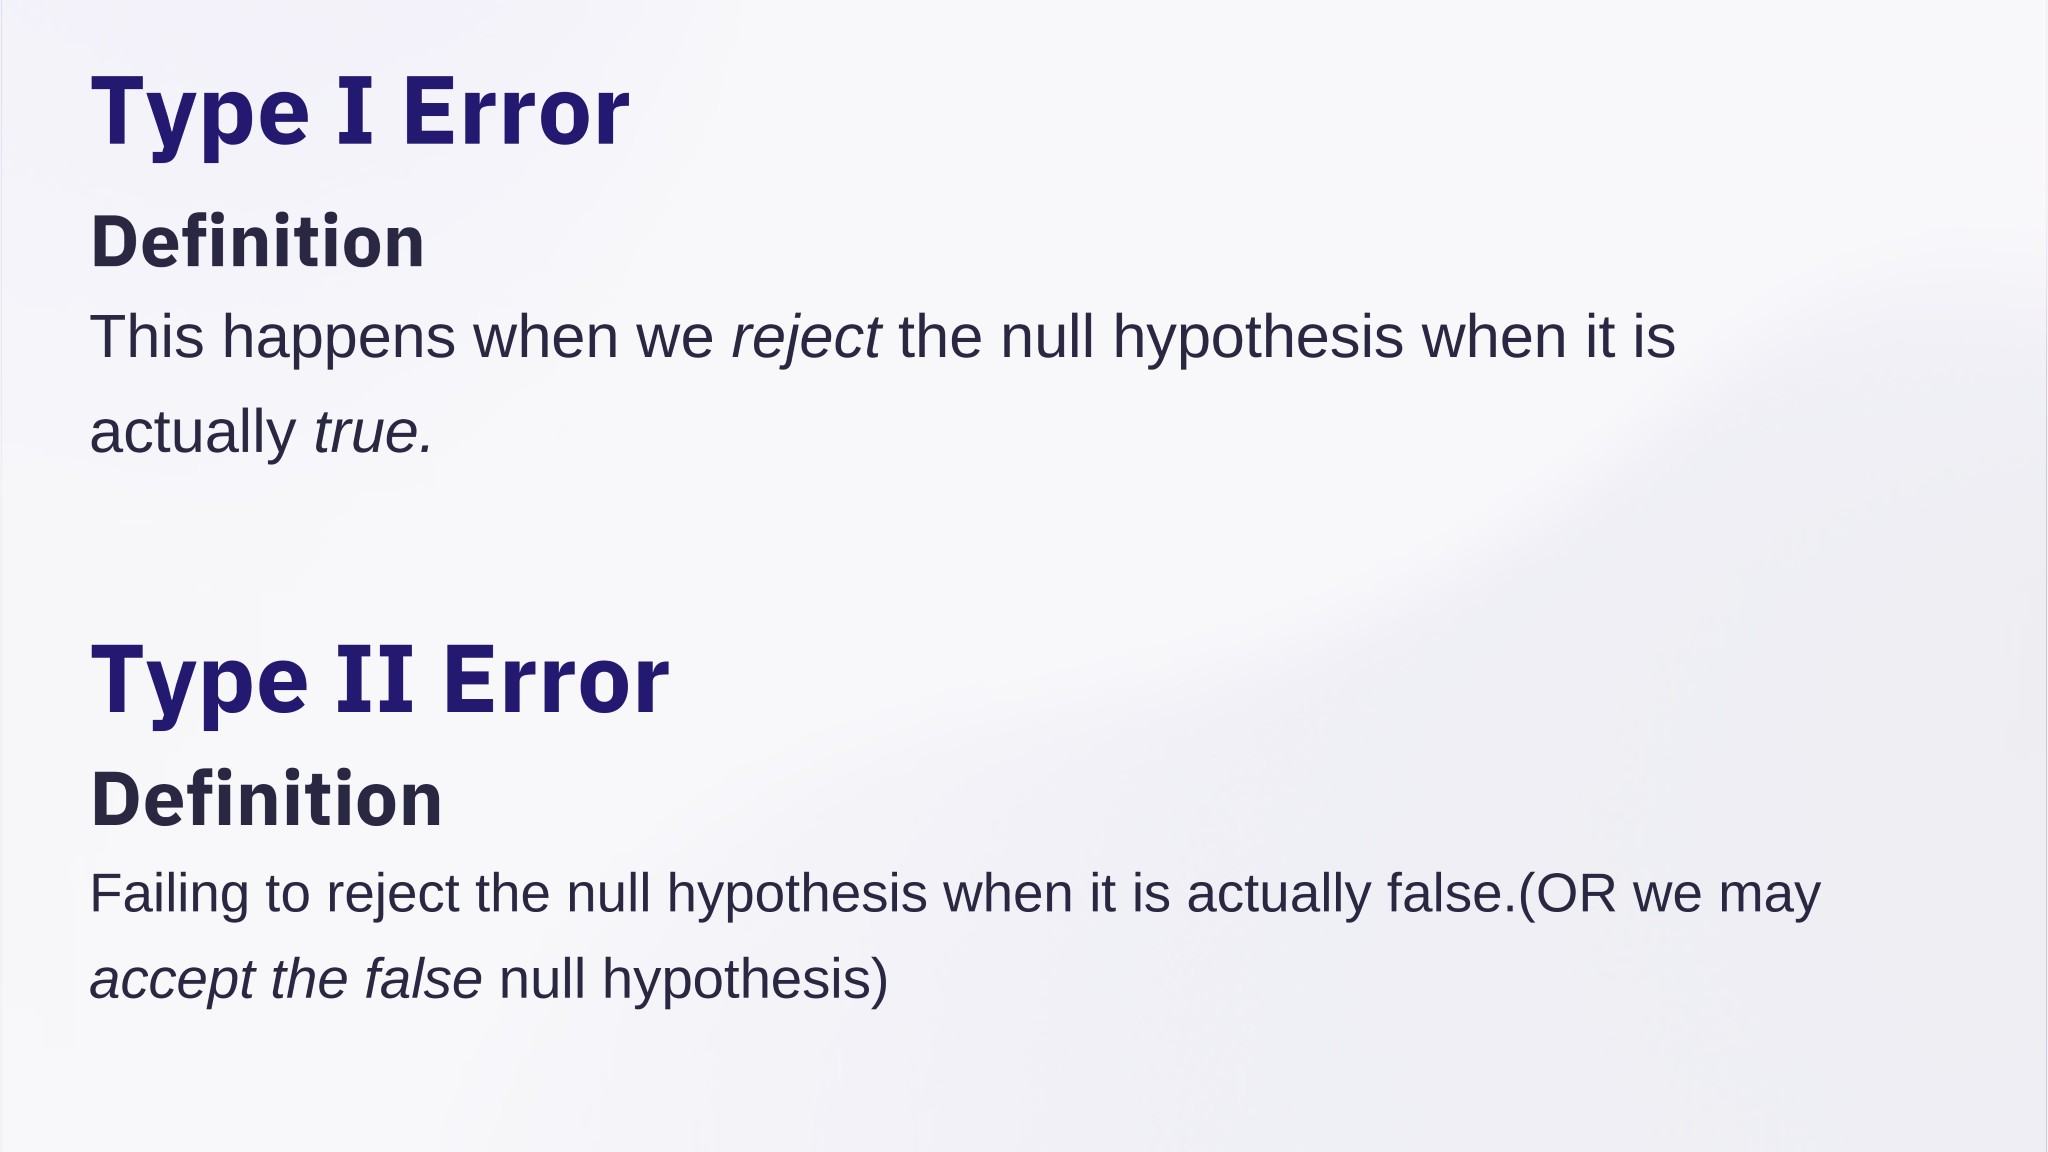 Type I Error
Definition
This happens when we reject the null hypothesis when it is
actually true.
Type II Error
Definition
Failing to reject the null hypothesis when it is actually false.(OR we may
accept the false null hypothesis)